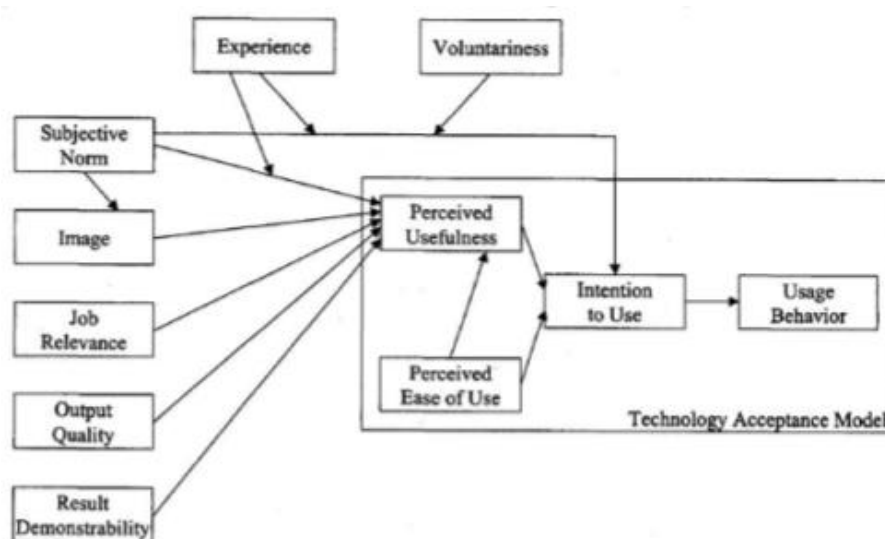 Experience
Voluntariness
Subjective
Norm
Image
Perceived
Usefulness
Intention
to Use
Usage
Behavior
Job
Relevance
Perceived
Ease of Use
Output
Quality
Technology Acceptance Model
Result
Demonstrability